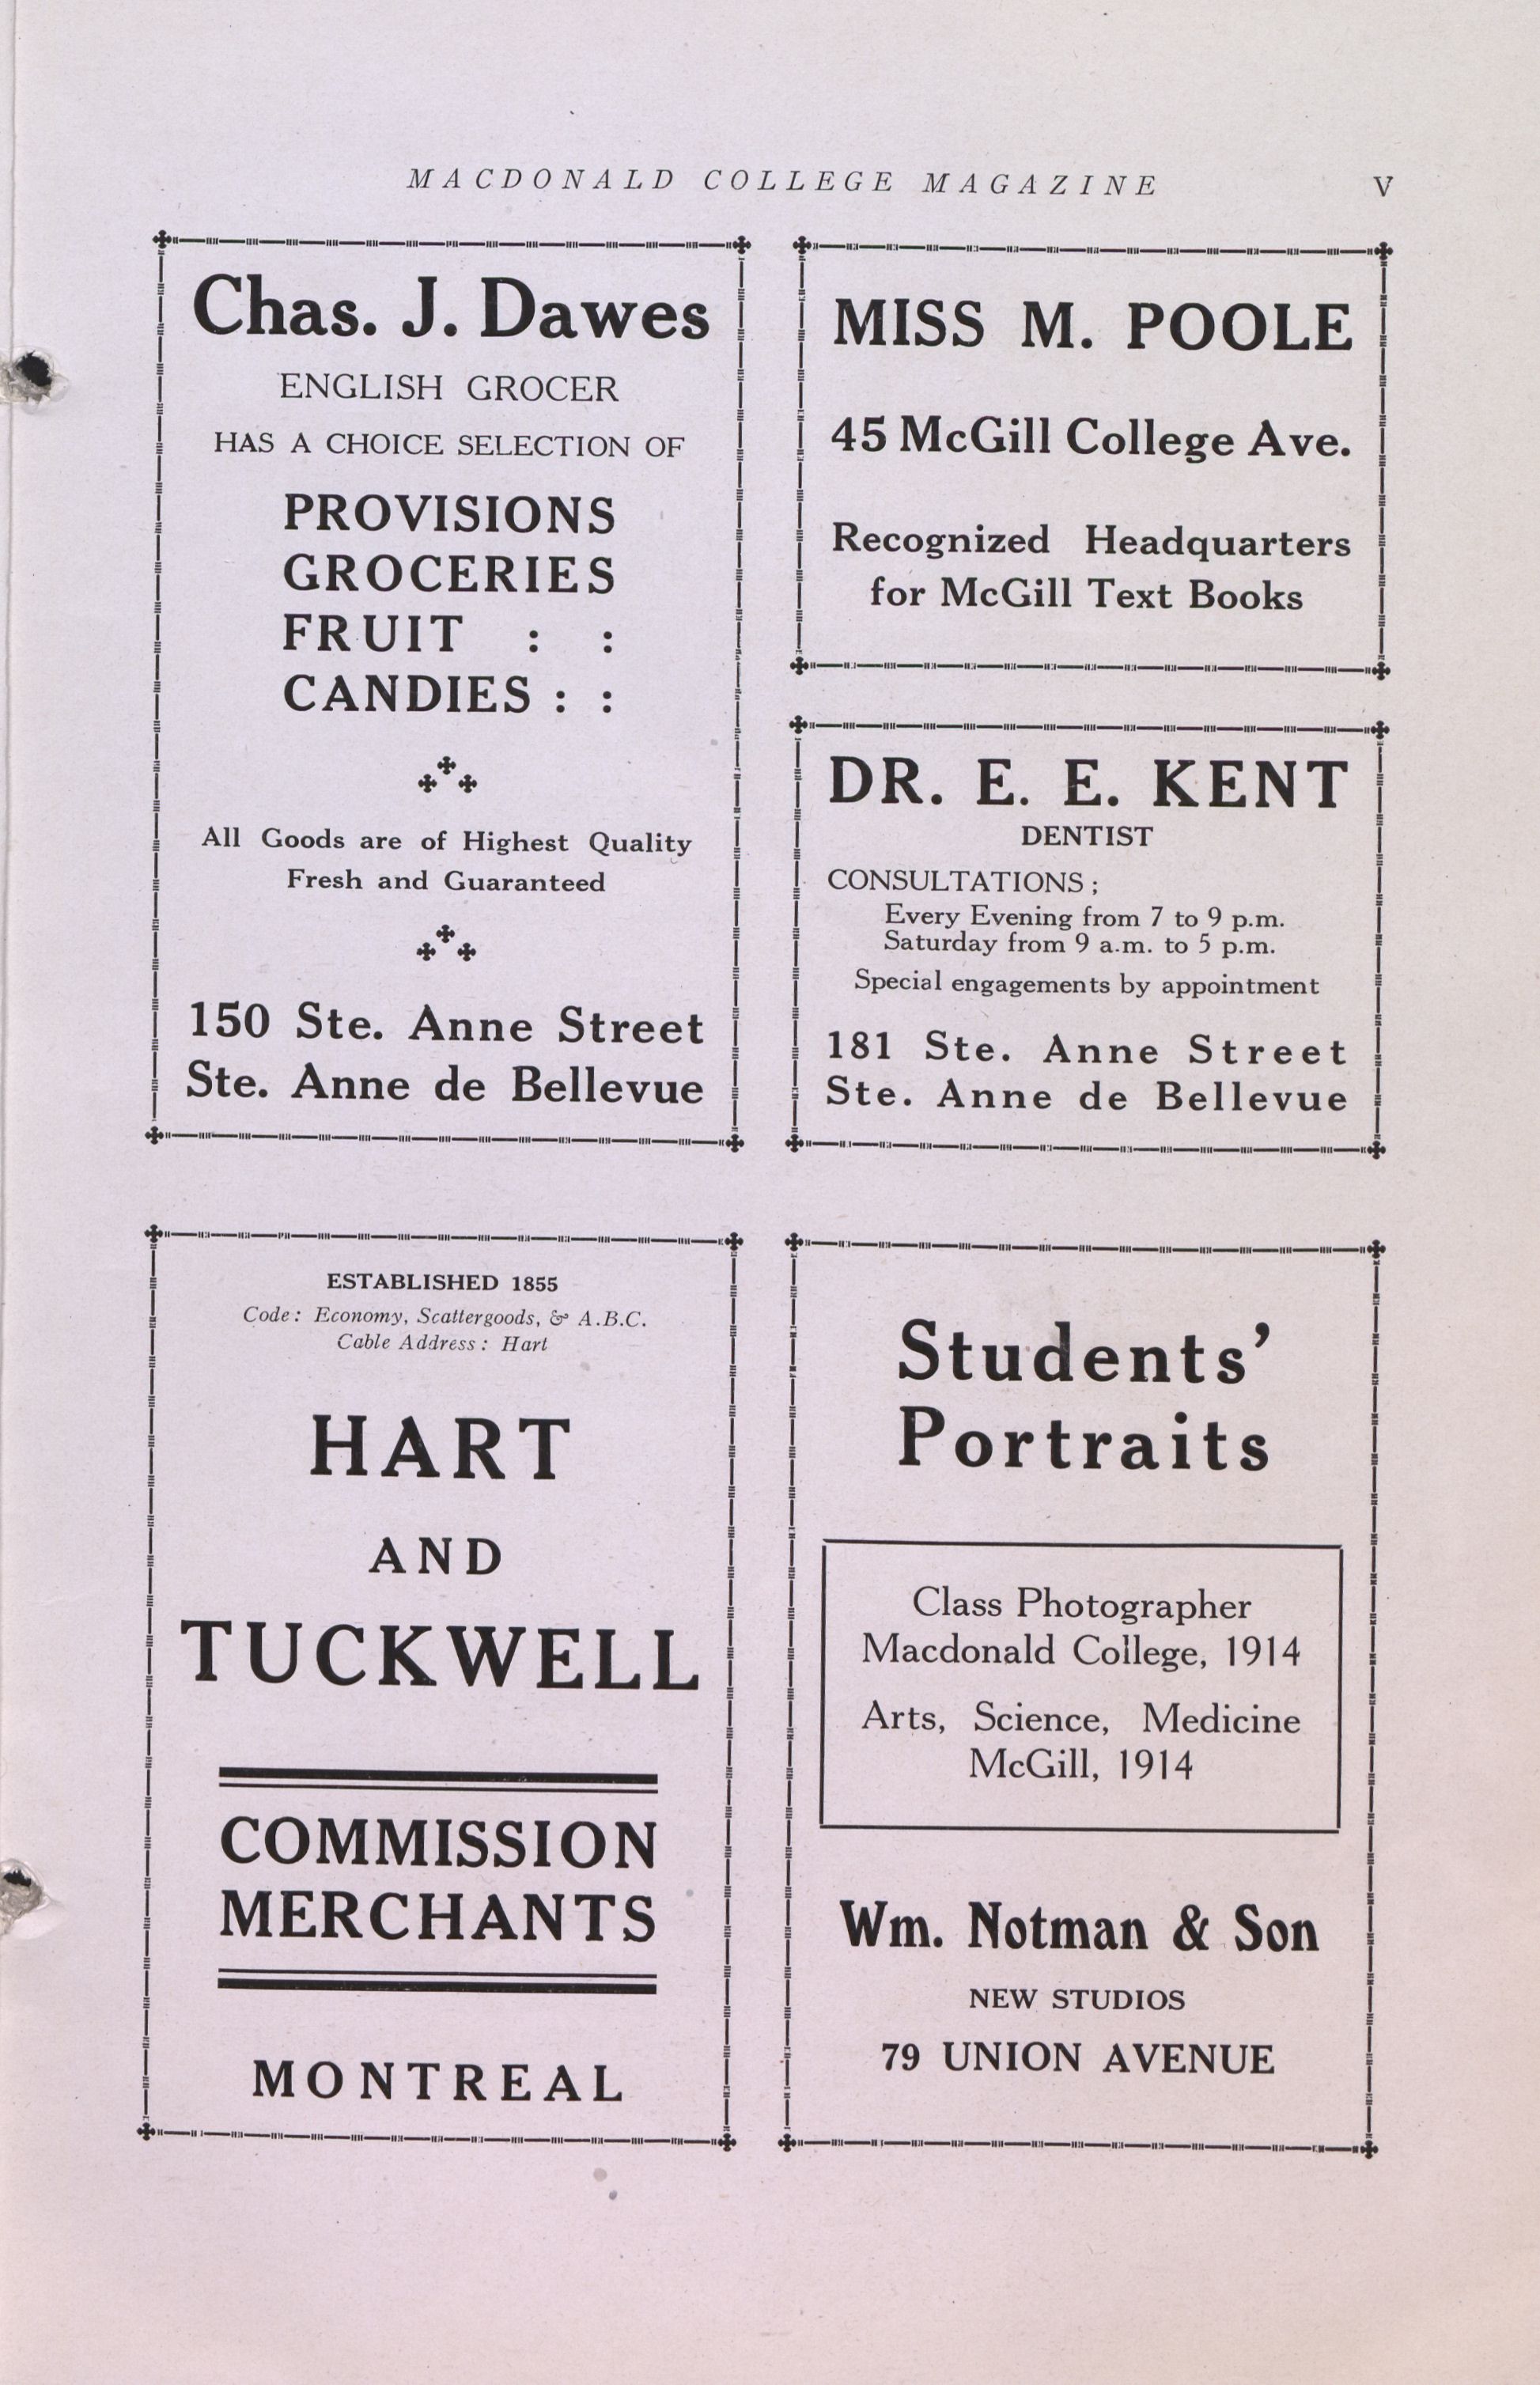 MACDONALD COLLEGE MAGAZINE V
Chas. J. Dawes
ENGLISH GROCER
HAS A CHOICE SELECTION OF
PROVISIONS
GROCERIES
FRUIT : :
CANDIES : :
All Goods are of Highest Quality
Fresh and Guaranteed
150 Ste. Anne Street
Ste. Anne de Bellevue
MISS M. POOLE
45 McGill College Ave.
Recognized Headquarters
for McGill Text Books
DR. E. E. KENT
DENTIST
CONSULTATIONS ;
Every Evening from 7 to 9 p.m.
Saturday from 9 a.m. to 5 p.m.
Special engagements by appointment
181 Ste. Anne Street
Ste. Anne de Bellevue
ESTABLISHED 1855
Code: Economy, Scattergoods, & A.B.C.
Cable Address: Hart
HART
AND
TUCKWELL
COMMISSION
MERCHANTS
MONTREAL
Students'
Portraits
Class Photographer
Macdonald College, 1914
Arts, Science, Medicine
McGill, 1914
Wm. Notman & Son
NEW STUDIOS
79 UNION AVENUE